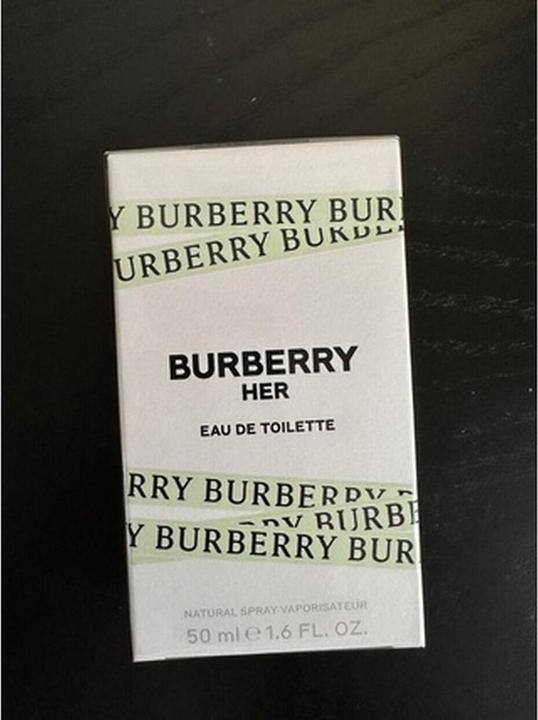 Y BURBERRY BUR
URBERRY BURBE
BURBERRY
HER
EAU DE TOILETTE
RRY BURBERRY
RRY BURBE
Y BURBERRY BUR
NATURAL SPRAY VAPORISATEUR
50 ml ℮ 1.6 FL. OZ.